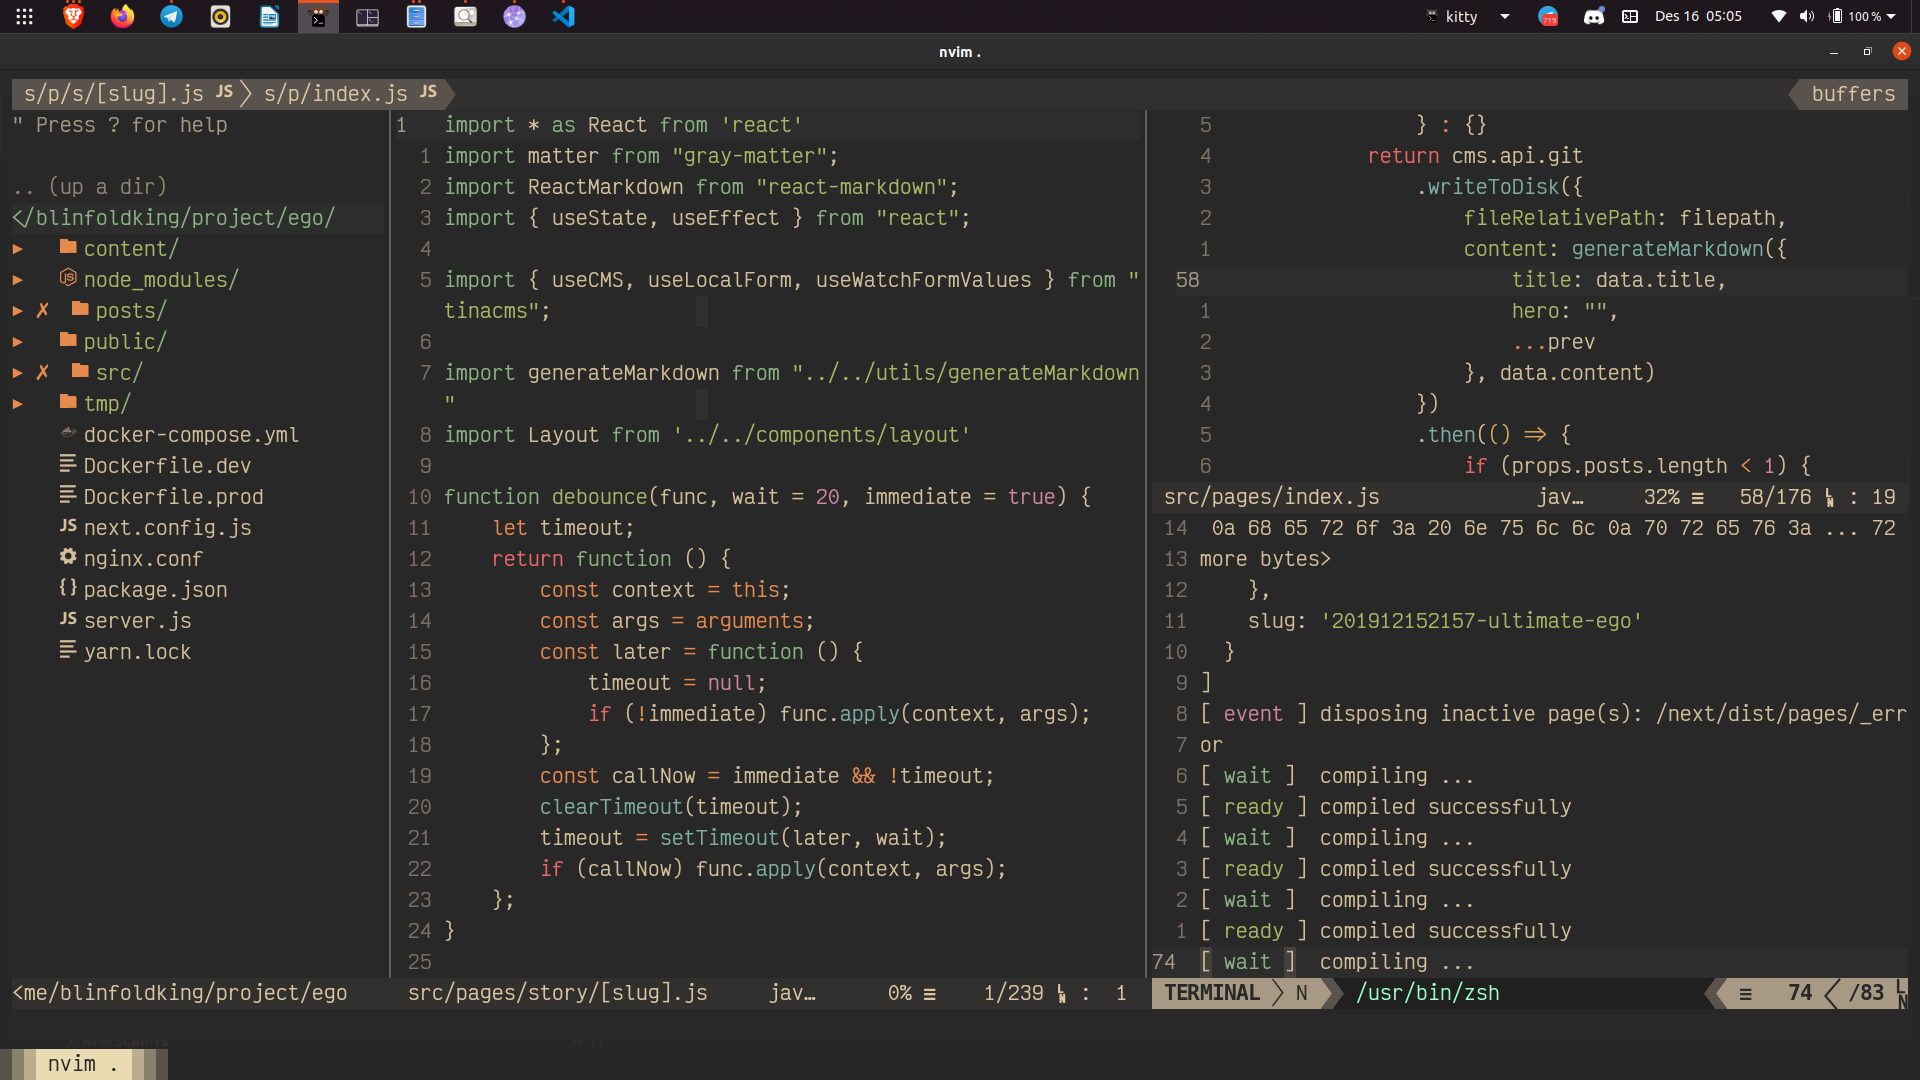 kitty
719
Des 16 05:05
100 %
nvim .
s/p/s/[slug].js JS
s/p/index.js JS
buffers
" Press ? for help
.. (up a dir)
</blinfoldking/project/ego/
▸ content/
▸ node_modules/
▸ ✗ posts/
▸ public/
▸ ✗ src/
▸ tmp/
docker-compose.yml
Dockerfile.dev
Dockerfile.prod
JS next.config.js
nginx.conf
{} package.json
JS server.js
yarn.lock
<me/blinfoldking/project/ego
1 import * as React from 'react'
1 import matter from "gray-matter";
2 import ReactMarkdown from "react-markdown";
3 import { useState, useEffect } from "react";
4
5 import { useCMS, useLocalForm, useWatchFormValues } from "
tinacms";
6
7 import generateMarkdown from "../../utils/generateMarkdown
"
8 import Layout from '../../components/layout'
9
10 function debounce(func, wait = 20, immediate = true) {
11 let timeout;
12 return function () {
13 const context = this;
14 const args = arguments;
15 const later = function () {
16 timeout = null;
17 if (!immediate) func.apply(context, args);
18 };
19 const callNow = immediate && !timeout;
20 clearTimeout(timeout);
21 timeout = setTimeout(later, wait);
22 if (callNow) func.apply(context, args);
23 };
24 }
25
src/pages/story/[slug].js jav… 0% ≡ 1/239 LN : 1
5 } : {}
4 return cms.api.git
3 .writeToDisk({
2 fileRelativePath: filepath,
1 content: generateMarkdown({
58 title: data.title,
1 hero: "",
2 ...prev
3 }, data.content)
4 })
5 .then(() => {
6 if (props.posts.length < 1) {
src/pages/index.js jav… 32% ≡ 58/176 LN : 19
14 0a 68 65 72 6f 3a 20 6e 75 6c 6c 0a 70 72 65 76 3a ... 72
13 more bytes>
12 },
11 slug: '201912152157-ultimate-ego'
10 }
9 ]
8 [ event ] disposing inactive page(s): /next/dist/pages/_err
7 or
6 [ wait ] compiling ...
5 [ ready ] compiled successfully
4 [ wait ] compiling ...
3 [ ready ] compiled successfully
2 [ wait ] compiling ...
1 [ ready ] compiled successfully
74 [ wait ] compiling ...
TERMINAL N /usr/bin/zsh ≡ 74 /83 LN
nvim .